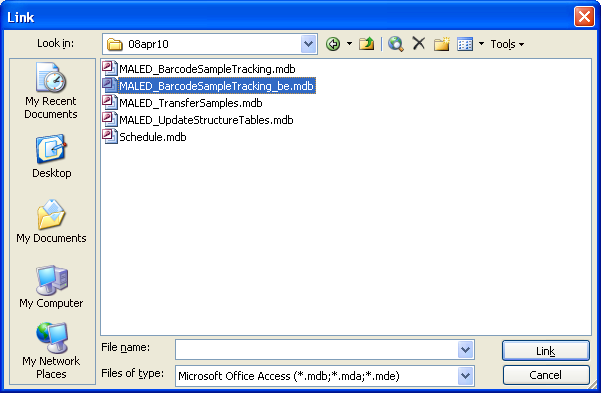 Link
Look in:
08apr10
Tools
My Recent
Documents
Desktop
My Documents
My Computer
My Network
Places
MALED_BarcodeSampleTracking.mdb
MALED_BarcodeSampleTracking_be.mdb
MALED_TransferSamples.mdb
MALED_UpdateStructureTables.mdb
Schedule.mdb
File name:
Link
Files of type:
Microsoft Office Access (*.mdb;*.mda;*.mde)
Cancel